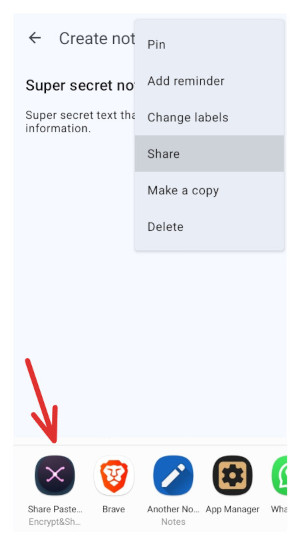 Create not
Pin
Add reminder
Super secret no
Change labels
Super secret text tha
information.
Share
Make a copy
Delete
Share Paste...
Encrypt&Sh...
Brave
Another No...
Notes
App Manager
Wha